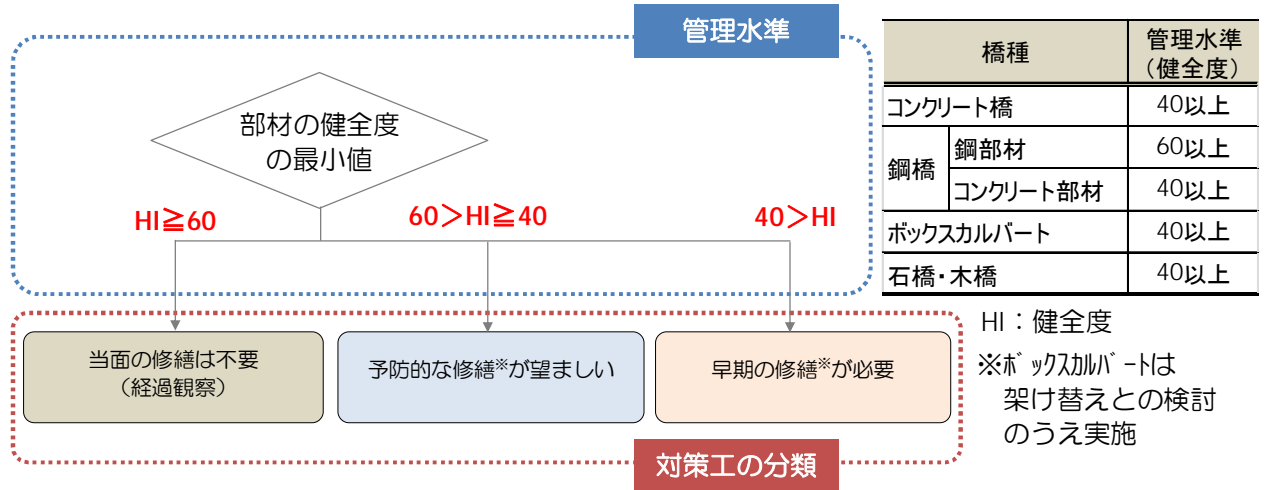 管理水準
部材の健全度
の最小値
HI≧60
60＞HI≧40
40＞HI
当面の修繕は不要
（経過観察）
予防的な修繕※が望ましい
早期の修繕※が必要
対策工の分類
橋種
管理水準
（健全度）
コンクリート橋
40以上
鋼橋
鋼部材
60以上
コンクリート部材
40以上
ボックスカルバート
40以上
石橋・木橋
40以上
HI：健全度
※ﾎﾞｯｸｽｶﾙﾊﾞｰﾄは
架け替えとの検討
のうえ実施